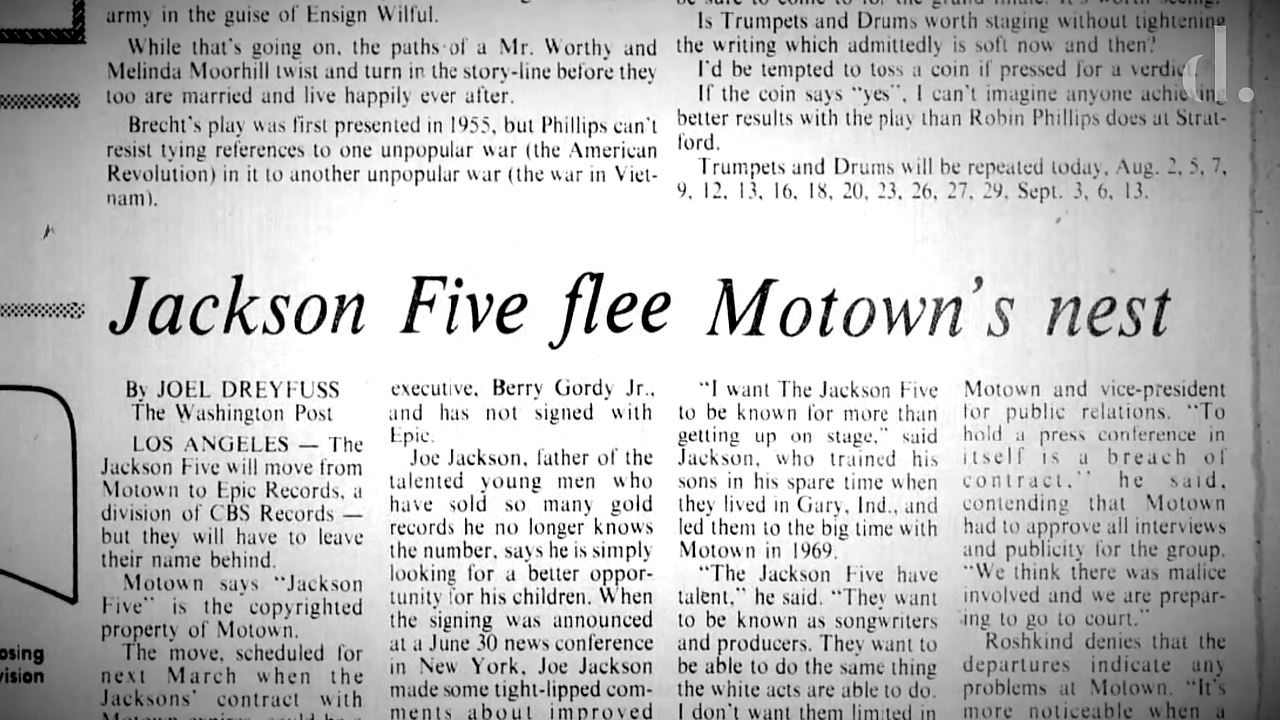 army in the guise of Ensign Wilful.
While that's going on, the paths of a Mr. Worthy and
Melinda Moorhill twist and turn in the story-line before they
too are married and live happily ever after.
Brecht's play was first presented in 1955, but Phillips can't
resist tying references to one unpopular war (the American
Revolution) in it to another unpopular war (the war in Viet-
nam).
Is Trumpets and Drums worth staging without tightening
the writing which admittedly is soft now and then?
I'd be tempted to toss a coin if pressed for a verdict.
If the coin says "yes", I can't imagine anyone achieving
better results with the play than Robin Phillips does at Strat-
ford.
Trumpets and Drums will be repeated today, Aug. 2, 5, 7,
9, 12, 13, 16, 18, 20, 23, 26, 27, 29, Sept. 3, 6, 13.
d.
Jackson Five flee Motown's nest
By JOEL DREYFUSS
The Washington Post
LOS ANGELES — The
Jackson Five will move from
Motown to Epic Records, a
division of CBS Records —
but they will have to leave
their name behind.
Motown says "Jackson
Five" is the copyrighted
property of Motown.
The move, scheduled for
next March when the
Jacksons' contract with
executive, Berry Gordy Jr.,
and has not signed with
Epic.
Joe Jackson, father of the
talented young men who
have sold so many gold
records he no longer knows
the number, says he is simply
looking for a better oppor-
tunity for his children. When
the signing was announced
at a June 30 news conference
in New York, Joe Jackson
made some tight-lipped com-
ments about improved
"I want The Jackson Five
to be known for more than
getting up on stage," said
Jackson, who trained his
sons in his spare time when
they lived in Gary, Ind., and
led them to the big time with
Motown in 1969.
"The Jackson Five have
talent," he said. "They want
to be known as songwriters
and producers. They want to
be able to do the same thing
the white acts are able to do.
I don't want them limited in
Motown and vice-president
for public relations. "To
hold a press conference in
itself is a breach of
contract," he said,
contending that Motown
had to approve all interviews
and publicity for the group.
"We think there was malice
involved and we are prepar-
ing to go to court."
Roshkind denies that the
departures indicate any
problems at Motown. "It's
more noticeable when a